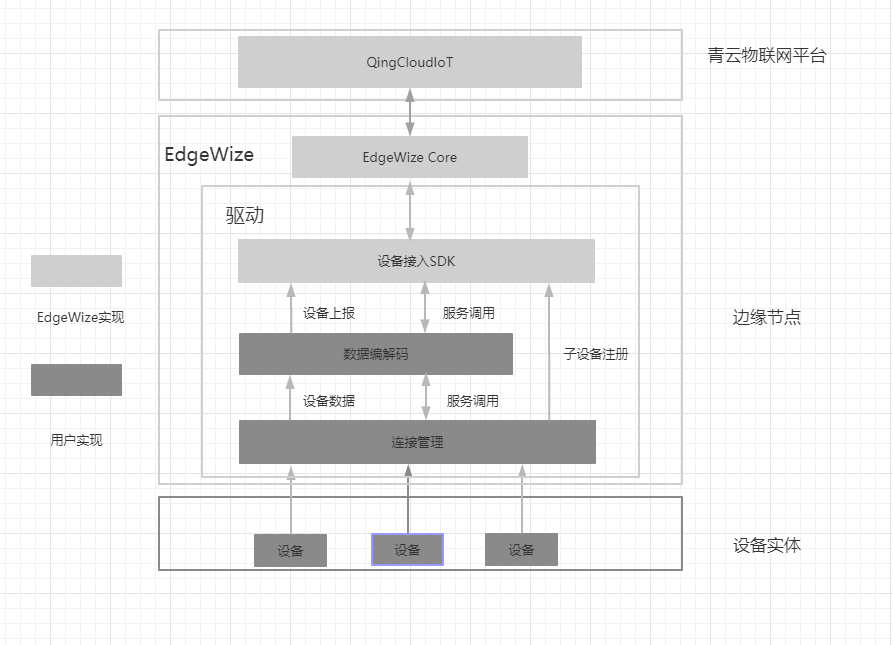 QingCloudIoT
青云物联网平台
EdgeWize
EdgeWize Core
驱动
设备接入SDK
设备上报
服务调用
EdgeWize实现
边缘节点
数据编解码
子设备注册
设备数据
服务调用
用户实现
连接管理
设备
设备
设备
设备实体